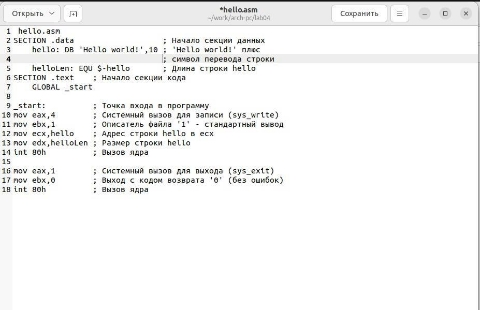 Открыть
*hello.asm
~/work/arch-pc/lab04
Сохранить
1 hello.asm
2 SECTION .data ; Начало секции данных
3 hello: DB 'Hello world!',10 ; 'Hello world!' плюс
4 ; символ перевода строки
5 helloLen: EQU $-hello ; Длина строки hello
6 SECTION .text ; Начало секции кода
7 GLOBAL _start
8
9 _start: ; Точка входа в программу
10 mov eax,4 ; Системный вызов для записи (sys_write)
11 mov ebx,1 ; Описатель файла '1' - стандартный вывод
12 mov ecx,hello ; Адрес строки hello в ecx
13 mov edx,helloLen ; Размер строки hello
14 int 80h ; Вызов ядра
15
16 mov eax,1 ; Системный вызов для выхода (sys_exit)
17 mov ebx,0 ; Выход с кодом возврата '0' (без ошибок)
18 int 80h ; Вызов ядра